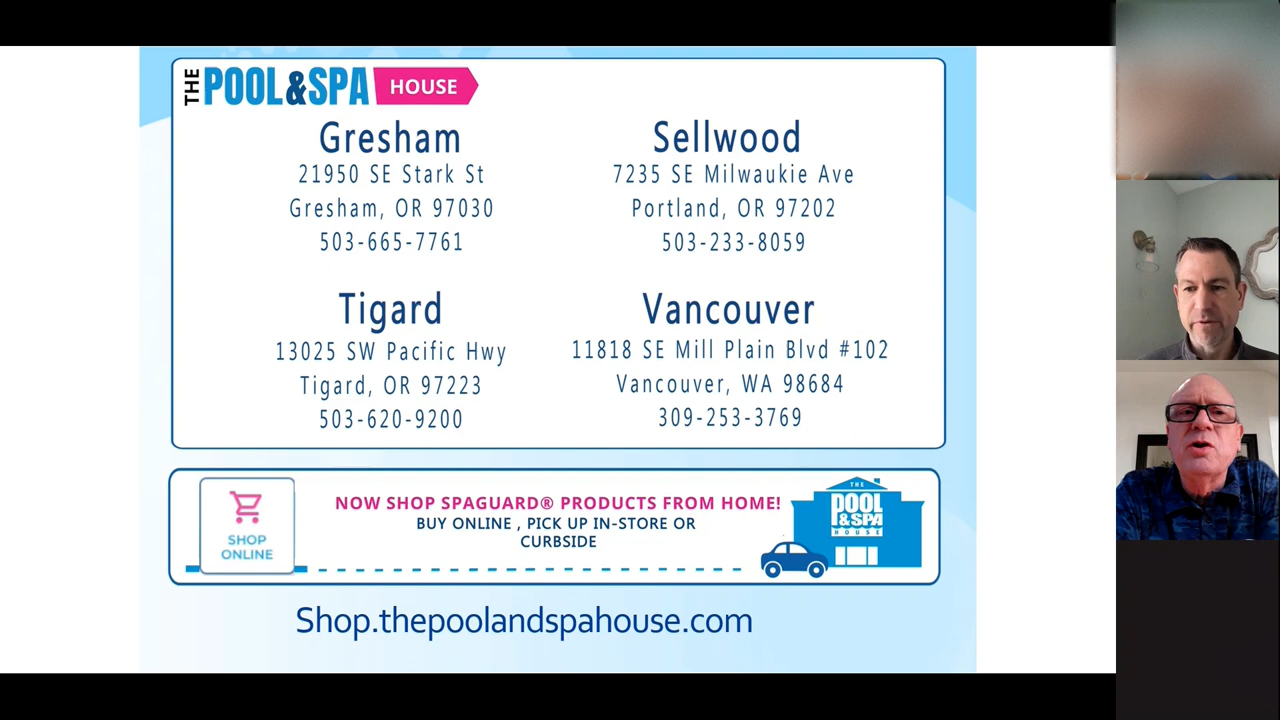 THE POOL&SPA HOUSE
Gresham
21950 SE Stark St
Gresham, OR 97030
503-665-7761
Sellwood
7235 SE Milwaukie Ave
Portland, OR 97202
503-233-8059
Tigard
13025 SW Pacific Hwy
Tigard, OR 97223
503-620-9200
Vancouver
11818 SE Mill Plain Blvd #102
Vancouver, WA 98684
309-253-3769
SHOP
ONLINE
NOW SHOP SPAGUARD® PRODUCTS FROM HOME!
BUY ONLINE , PICK UP IN-STORE OR
CURBSIDE
THE
POOL
&SPA
HOUSE
Shop.thepoolandspahouse.com